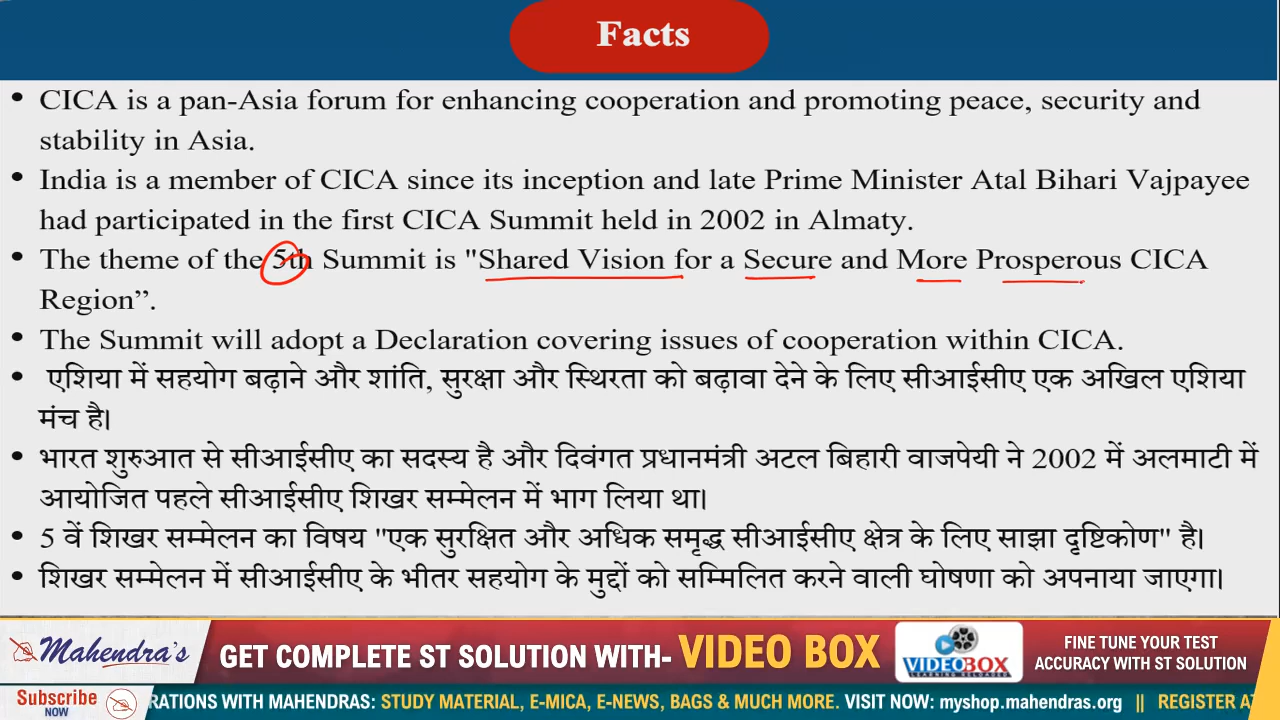 Facts
• CICA is a pan-Asia forum for enhancing cooperation and promoting peace, security and
stability in Asia.
• India is a member of CICA since its inception and late Prime Minister Atal Bihari Vajpayee
had participated in the first CICA Summit held in 2002 in Almaty.
• The theme of the 5th Summit is "Shared Vision for a Secure and More Prosperous CICA
Region”.
• The Summit will adopt a Declaration covering issues of cooperation within CICA.
• एशिया में सहयोग बढ़ाने और शांति, सुरक्षा और स्थिरता को बढ़ावा देने के लिए सीआईसीए एक अखिल एशिया
मंच है।
• भारत शुरुआत से सीआईसीए का सदस्य है और दिवंगत प्रधानमंत्री अटल बिहारी वाजपेयी ने 2002 में अलमाटी में
आयोजित पहले सीआईसीए शिखर सम्मेलन में भाग लिया था।
• 5 वें शिखर सम्मेलन का विषय "एक सुरक्षित और अधिक समृद्ध सीआईसीए क्षेत्र के लिए साझा दृष्टिकोण" है।
• शिखर सम्मेलन में सीआईसीए के भीतर सहयोग के मुद्दों को सम्मिलित करने वाली घोषणा को अपनाया जाएगा।
Mahendra's
GET COMPLETE ST SOLUTION WITH- VIDEO BOX
VIDEOBOX
LEARNING RELOADED
FINE TUNE YOUR TEST
ACCURACY WITH ST SOLUTION
Subscribe
NOW
RATIONS WITH MAHENDRAS: STUDY MATERIAL, E-MICA, E-NEWS, BAGS & MUCH MORE. VISIT NOW: myshop.mahendras.org || REGISTER AT